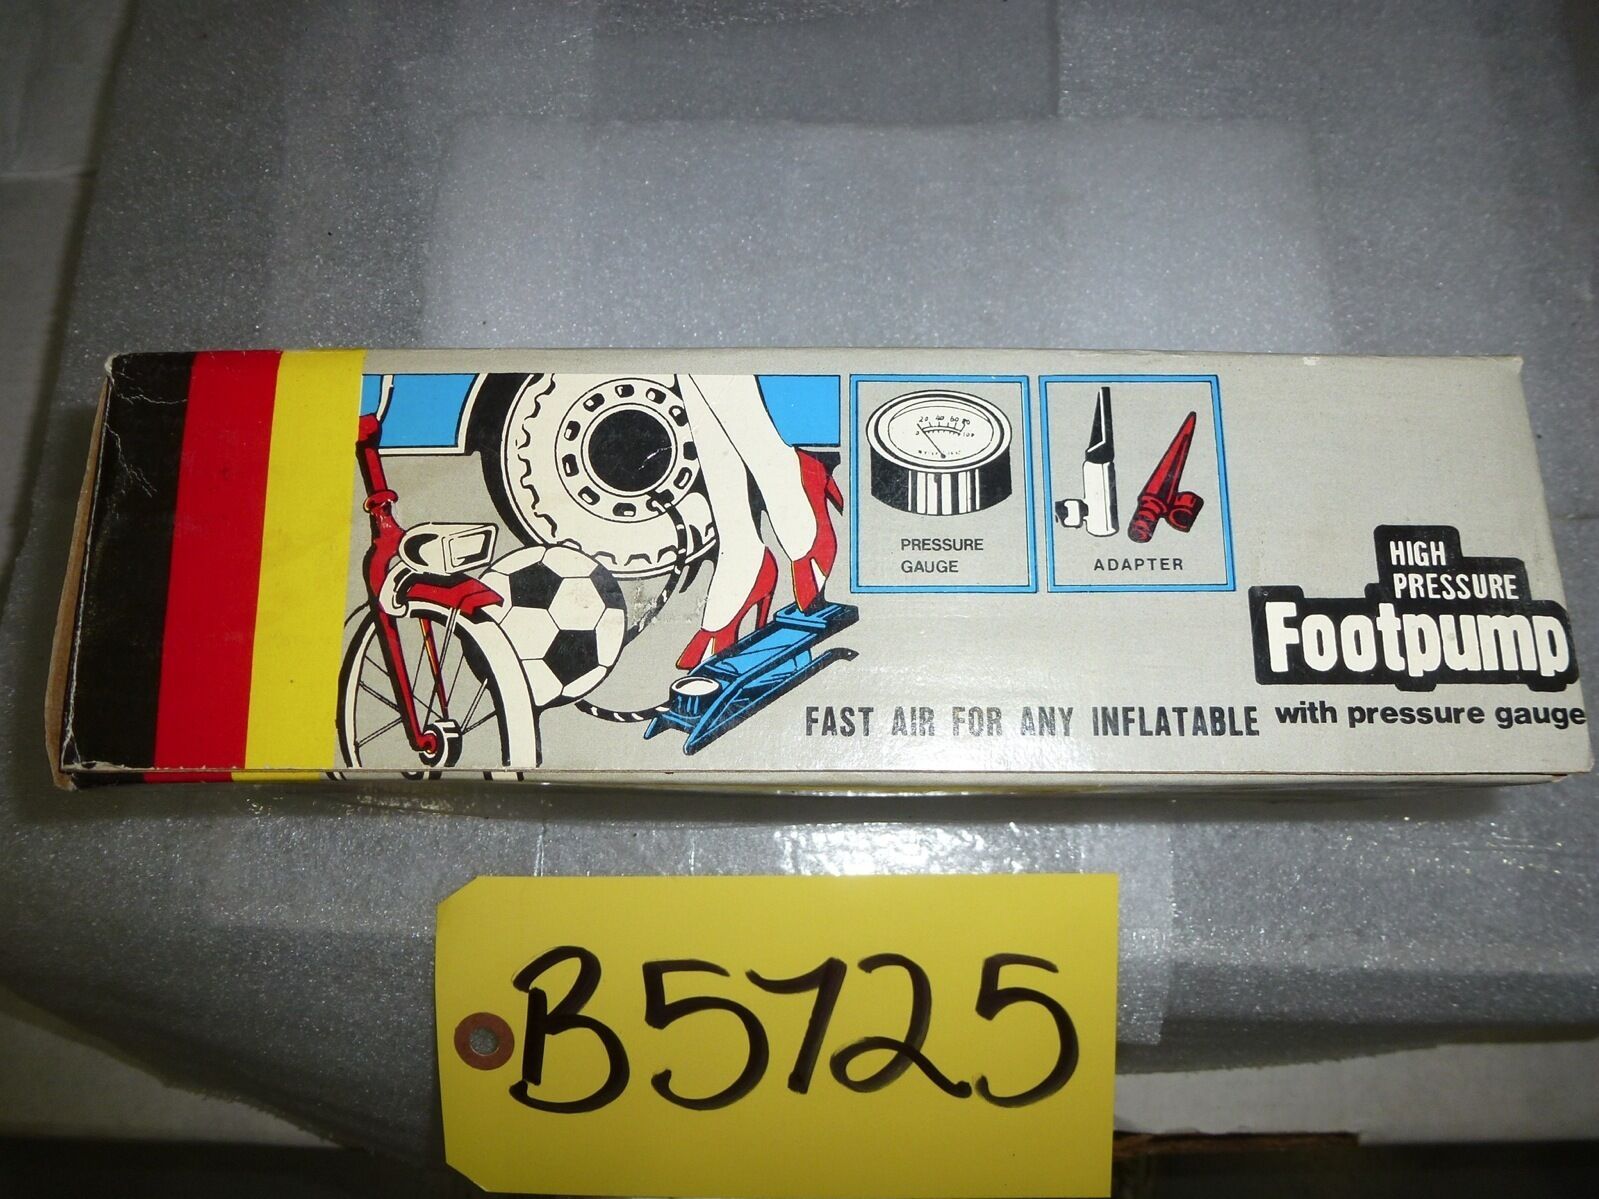 PRESSURE
GAUGE
ADAPTER
HIGH
PRESSURE
Footpump
FAST AIR FOR ANY INFLATABLE
with pressure gauge
B5725